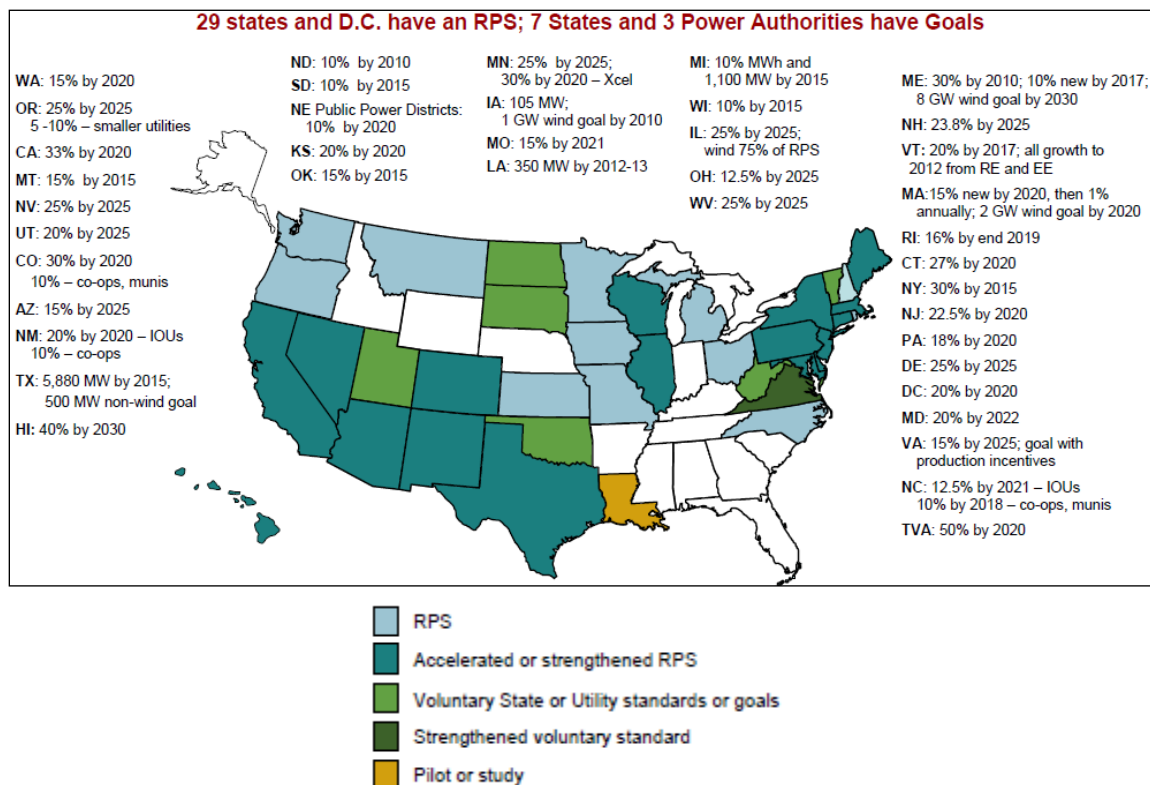 29 states and D.C. have an RPS; 7 States and 3 Power Authorities have Goals
WA: 15% by 2020
OR: 25% by 2025
5 -10% – smaller utilities
CA: 33% by 2020
MT: 15% by 2015
NV: 25% by 2025
UT: 20% by 2025
CO: 30% by 2020
10% – co-ops, munis
AZ: 15% by 2025
NM: 20% by 2020 – IOUs
10% – co-ops
TX: 5,880 MW by 2015;
500 MW non-wind goal
HI: 40% by 2030
ND: 10% by 2010
SD: 10% by 2015
NE Public Power Districts:
10% by 2020
KS: 20% by 2020
OK: 15% by 2015
MN: 25% by 2025;
30% by 2020 – Xcel
IA: 105 MW;
1 GW wind goal by 2010
MO: 15% by 2021
LA: 350 MW by 2012-13
MI: 10% MWh and
1,100 MW by 2015
WI: 10% by 2015
IL: 25% by 2025;
wind 75% of RPS
OH: 12.5% by 2025
WV: 25% by 2025
ME: 30% by 2010; 10% new by 2017;
8 GW wind goal by 2030
NH: 23.8% by 2025
VT: 20% by 2017; all growth to
2012 from RE and EE
MA:15% new by 2020, then 1%
annually; 2 GW wind goal by 2020
RI: 16% by end 2019
CT: 27% by 2020
NY: 30% by 2015
NJ: 22.5% by 2020
PA: 18% by 2020
DE: 25% by 2025
DC: 20% by 2020
MD: 20% by 2022
VA: 15% by 2025; goal with
production incentives
NC: 12.5% by 2021 – IOUs
10% by 2018 – co-ops, munis
TVA: 50% by 2020
RPS
Accelerated or strengthened RPS
Voluntary State or Utility standards or goals
Strengthened voluntary standard
Pilot or study